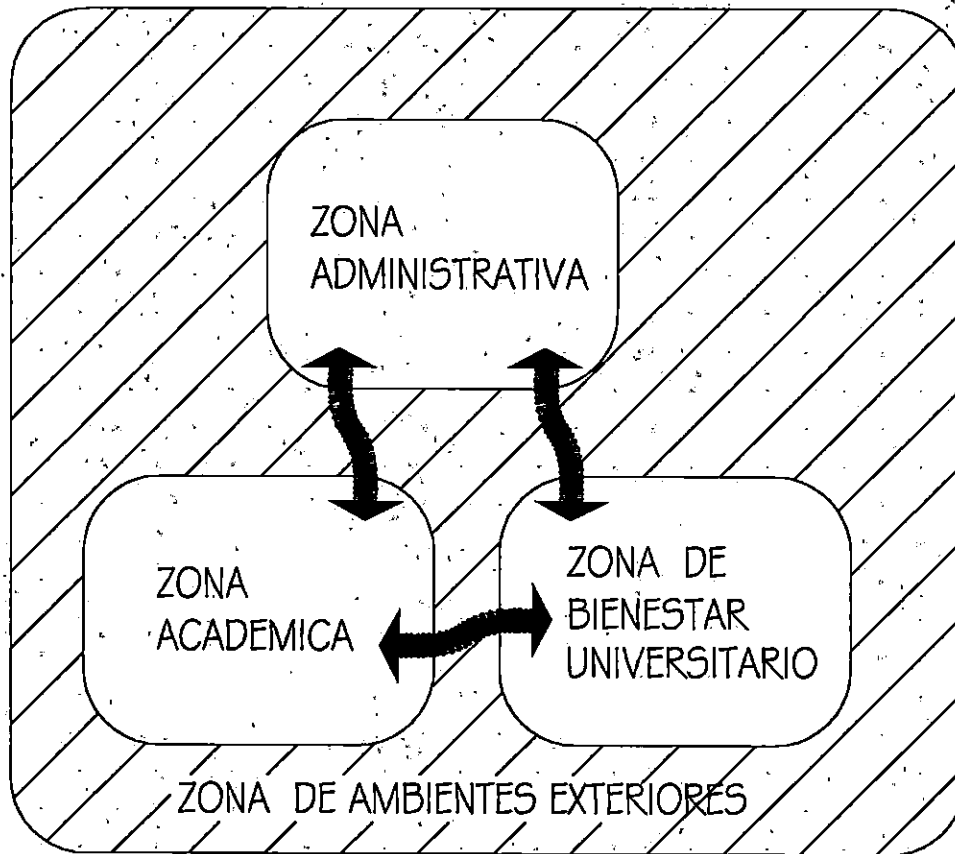 ZONA
ADMINISTRATIVA
ZONA
ACADEMICA
ZONA DE
BIENESTAR
UNIVERSITARIO
ZONA DE AMBIENTES EXTERIORES